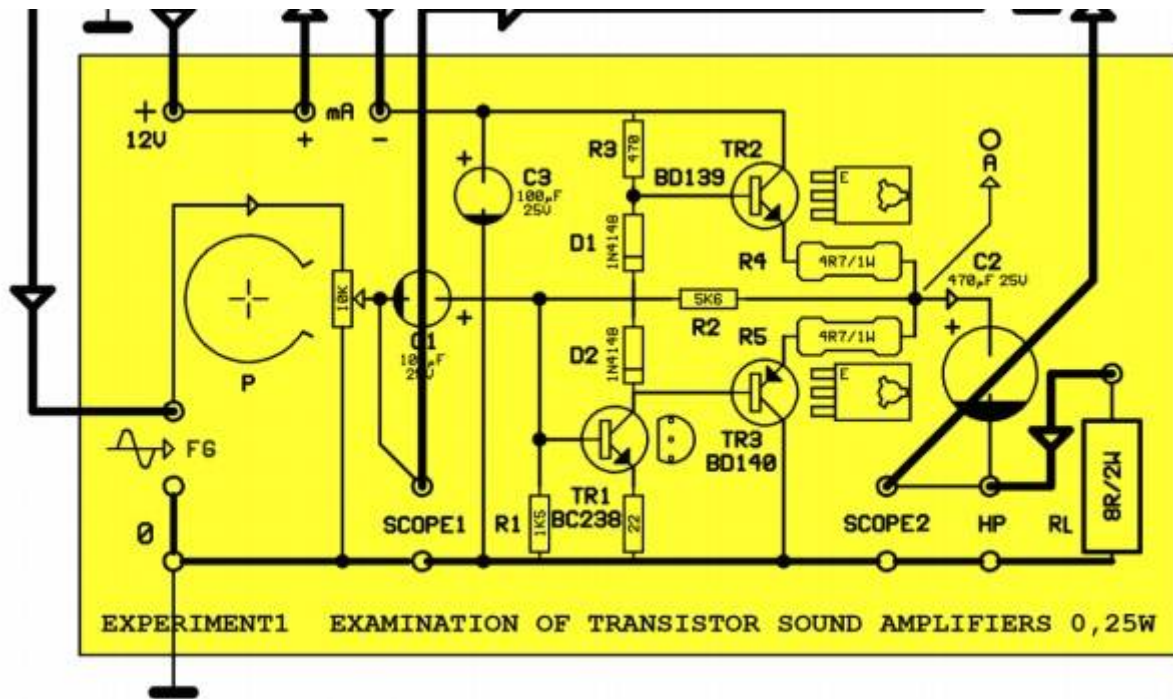 + mA
12V + -
R3 470 TR2
BD139 E
A
+ C3
100µF
25V
D1 1N4148
R4 4R7/1W
C2
470µF 25V
10K
+
C1
100µF
25V
5K6
R2
+
D2 1N4148
R5 4R7/1W
E
P
TR3
BD140
FG
TR1
BC238
0 SCOPE1 R1 1K5 22 SCOPE2 HP RL 8R/2W
EXPERIMENT1 EXAMINATION OF TRANSISTOR SOUND AMPLIFIERS 0,25W